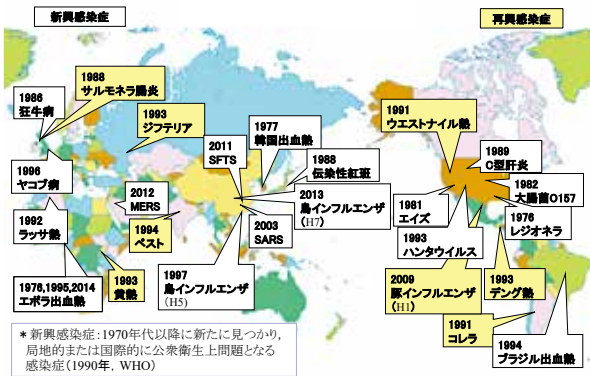 新興感染症
再興感染症
1988
サルモネラ腸炎
1986
狂牛病
1993
ジフテリア
1996
ヤコブ病
2012
MERS
1992
ラッサ熱
1994
ペスト
1976,1995,2014
エボラ出血熱
1993
黄熱
2011
SFTS
1977
韓国出血熱
1988
伝染性紅斑
2013
鳥インフルエンザ
(H7)
2003
SARS
1997
鳥インフルエンザ
(H5)
1991
ウエストナイル熱
1989
C型肝炎
1982
大腸菌O157
1981
エイズ
1976
レジオネラ
1993
ハンタウイルス
2009
豚インフルエンザ
(H1)
1993
デング熱
1991
コレラ
1994
ブラジル出血熱
*新興感染症:1970年代以降に新たに見つかり,
局地的または国際的に公衆衛生上問題となる
感染症(1990年, WHO)